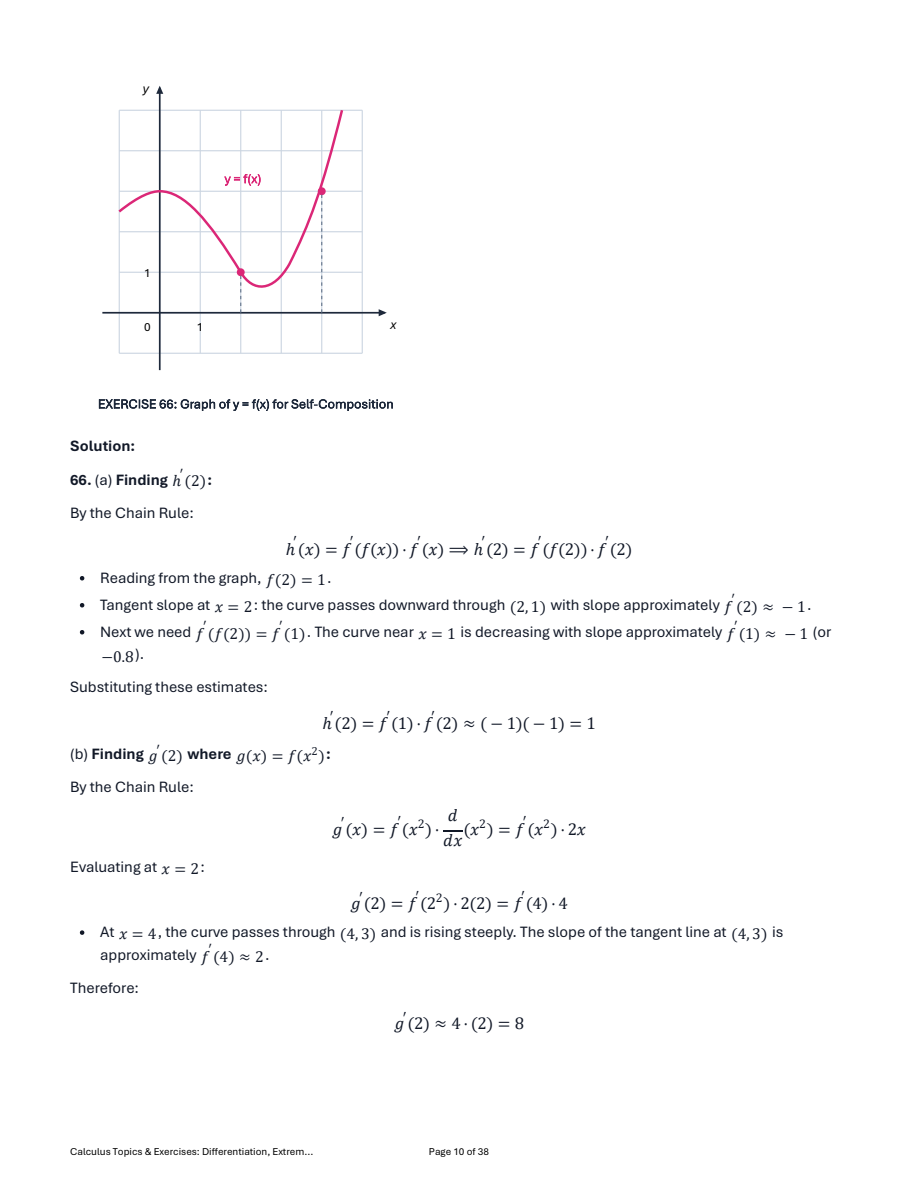 y
y = f(x)
1
0
1
x
EXERCISE 66: Graph of y = f(x) for Self-Composition
Solution:
66. (a) Finding h′(2):
By the Chain Rule:
h′(x) = f′(f(x)) · f′(x) ⟹ h′(2) = f′(f(2)) · f′(2)
• Reading from the graph, f(2) = 1.
• Tangent slope at x = 2: the curve passes downward through (2, 1) with slope approximately f′(2) ≈ − 1.
• Next we need f′(f(2)) = f′(1). The curve near x = 1 is decreasing with slope approximately f′(1) ≈ − 1 (or
−0.8).
Substituting these estimates:
h′(2) = f′(1) · f′(2) ≈ ( − 1)( − 1) = 1
(b) Finding g′(2) where g(x) = f(x²):
By the Chain Rule:
g′(x) = f′(x²) · d/dx (x²) = f′(x²) · 2x
Evaluating at x = 2:
g′(2) = f′(2²) · 2(2) = f′(4) · 4
• At x = 4, the curve passes through (4, 3) and is rising steeply. The slope of the tangent line at (4, 3) is
approximately f′(4) ≈ 2.
Therefore:
g′(2) ≈ 4 · (2) = 8
Calculus Topics & Exercises: Differentiation, Extrem... Page 10 of 38